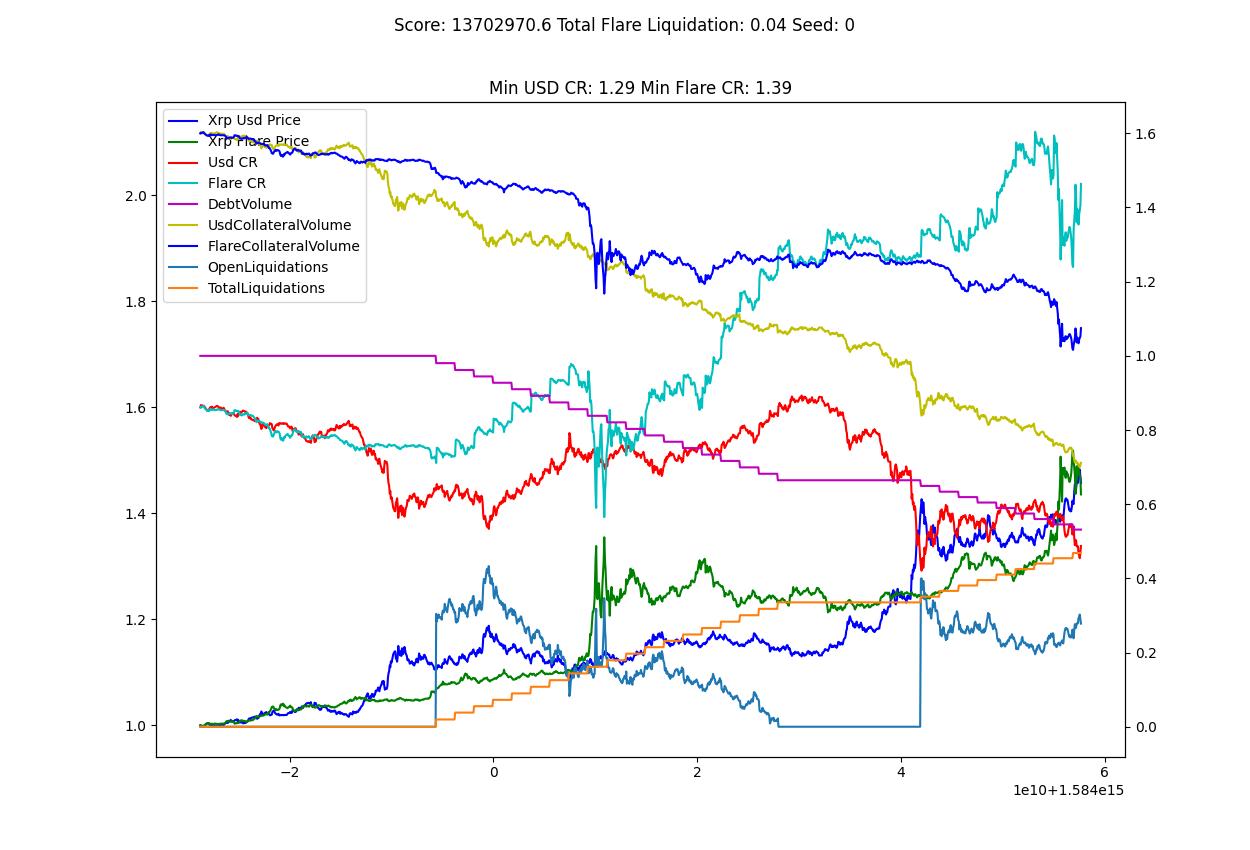 Score: 13702970.6 Total Flare Liquidation: 0.04 Seed: 0
Min USD CR: 1.29 Min Flare CR: 1.39
Xrp Usd Price
Xrp Flare Price
Usd CR
Flare CR
DebtVolume
UsdCollateralVolume
FlareCollateralVolume
OpenLiquidations
TotalLiquidations
2.0
1.8
1.6
1.4
1.2
1.0
1.6
1.4
1.2
1.0
0.8
0.6
0.4
0.2
0.0
−2 0 2 4 6
1e10+1.584e15